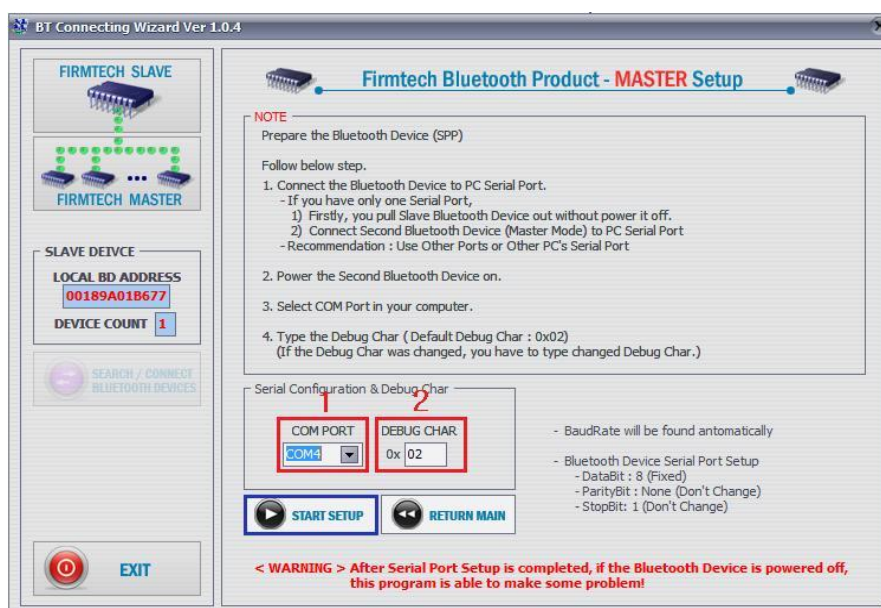 BT Connecting Wizard Ver 1.0.4
FIRMTECH SLAVE
FIRMTECH MASTER
SLAVE DEIVCE
LOCAL BD ADDRESS
00189A01B677
DEVICE COUNT 1
SEARCH / CONNECT
BLUETOOTH DEVICES
EXIT
Firmtech Bluetooth Product - MASTER Setup
NOTE
Prepare the Bluetooth Device (SPP)
Follow below step.
1. Connect the Bluetooth Device to PC Serial Port.
- If you have only one Serial Port,
1) Firstly, you pull Slave Bluetooth Device out without power it off.
2) Connect Second Bluetooth Device (Master Mode) to PC Serial Port
- Recommendation : Use Other Ports or Other PC's Serial Port
2. Power the Second Bluetooth Device on.
3. Select COM Port in your computer.
4. Type the Debug Char ( Default Debug Char : 0x02)
(If the Debug Char was changed, you have to type changed Debug Char.)
Serial Configuration & Debug Char
1 2
COM PORT DEBUG CHAR
COM4 0x 02
START SETUP RETURN MAIN
- BaudRate will be found antomatically
- Bluetooth Device Serial Port Setup
- DataBit : 8 (Fixed)
- ParityBit : None (Don't Change)
- StopBit: 1 (Don't Change)
< WARNING > After Serial Port Setup is completed, if the Bluetooth Device is powered off,
this program is able to make some problem!